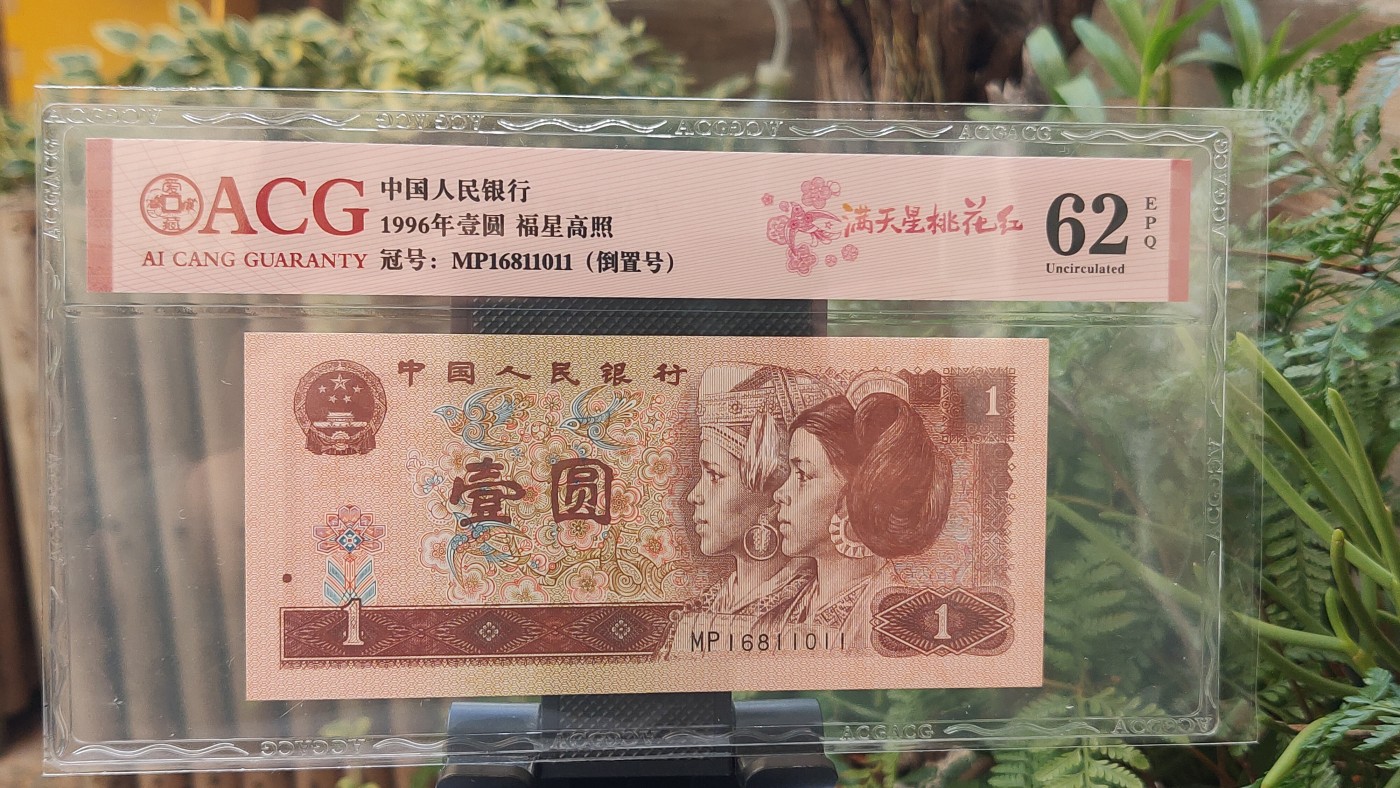 ACG
AI CANG GUARANTY
中国人民银行
1996年壹圆 福星高照
冠号：MP16811011（倒置号）
满天星桃花红
62
EPQ
Uncirculated
中国人民银行
1
壹圆
1
MP16811011
1